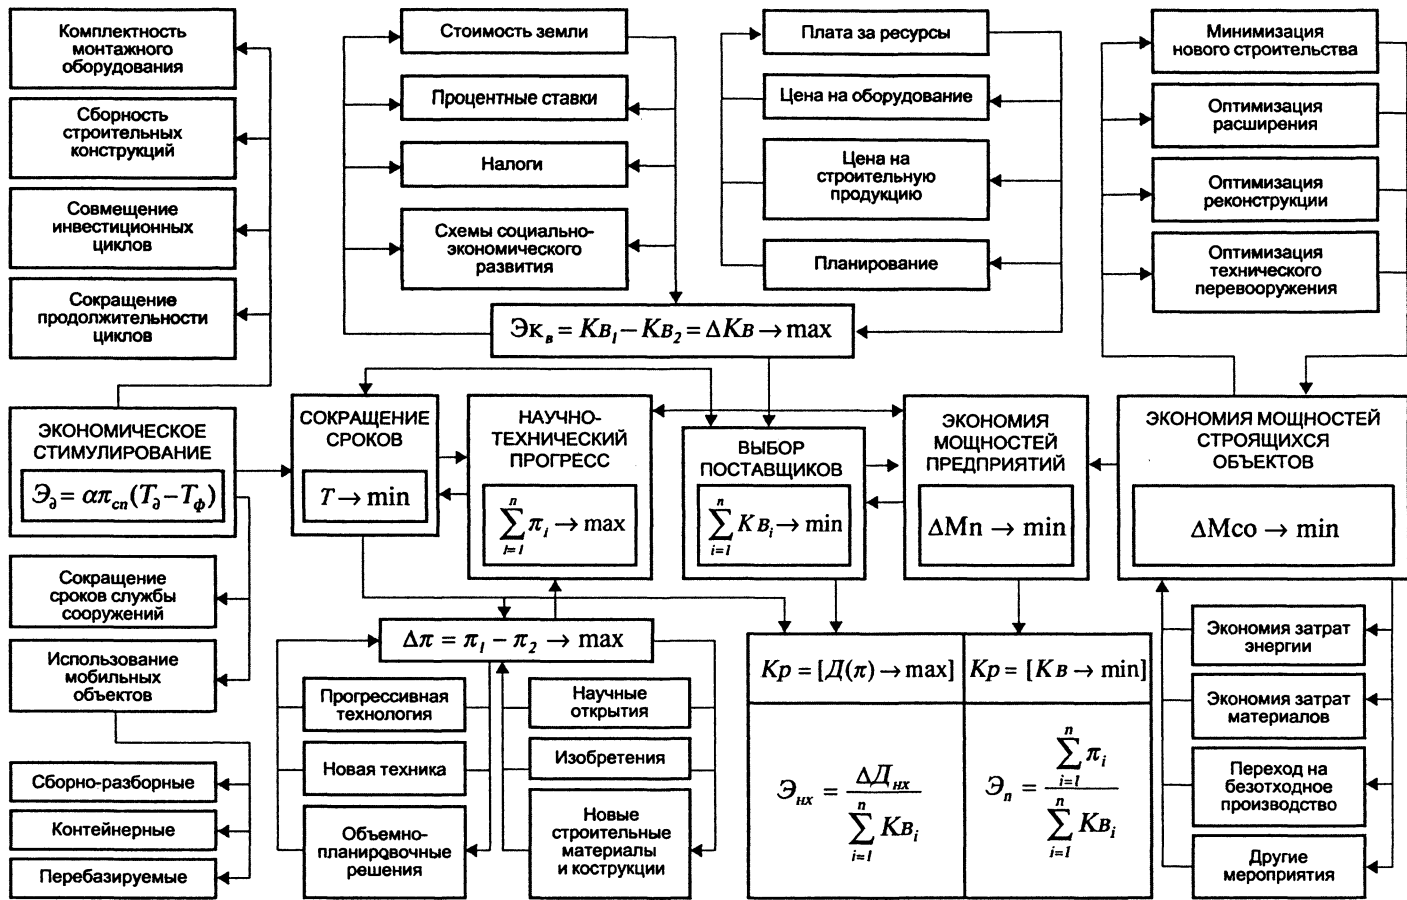 Комплектность
монтажного
оборудования
Сборность
строительных
конструкций
Совмещение
инвестиционных
циклов
Сокращение
продолжительности
циклов
Стоимость земли
Процентные ставки
Налоги
Схемы социально-
экономического
развития
Плата за ресурсы
Цена на оборудование
Цена на
строительную
продукцию
Планирование
Минимизация
нового строительства
Оптимизация
расширения
Оптимизация
реконструкции
Оптимизация
технического
перевооружения
Эк_в = Кв_1 – Кв_2 = ΔКв → max
ЭКОНОМИЧЕСКОЕ
СТИМУЛИРОВАНИЕ
Э_д = απ_сп(Т_д – Т_ф)
СОКРАЩЕНИЕ
СРОКОВ
T → min
НАУЧНО-
ТЕХНИЧЕСКИЙ
ПРОГРЕСС
n
∑ π_i → max
i=1
ВЫБОР
ПОСТАВЩИКОВ
n
∑ Кв_i → min
i=1
ЭКОНОМИЯ
МОЩНОСТЕЙ
ПРЕДПРИЯТИЙ
ΔМп → min
ЭКОНОМИЯ МОЩНОСТЕЙ
СТРОЯЩИХСЯ
ОБЪЕКТОВ
ΔМсо → min
Сокращение
сроков службы
сооружений
Использование
мобильных
объектов
Сборно-разборные
Контейнерные
Перебазируемые
Δπ = π_1 – π_2 → max
Прогрессивная
технология
Новая техника
Объемно-
планировочные
решения
Научные
открытия
Изобретения
Новые
строительные
материалы
и кострукции
Кр = [Д(π) → max]
Кр = [Кв → min]
Э_нх = ΔД_нх / ∑ Кв_i
n
i=1
Э_п = ∑ π_i / ∑ Кв_i
n
i=1
n
i=1
Экономия затрат
энергии
Экономия затрат
материалов
Переход на
безотходное
производство
Другие
мероприятия